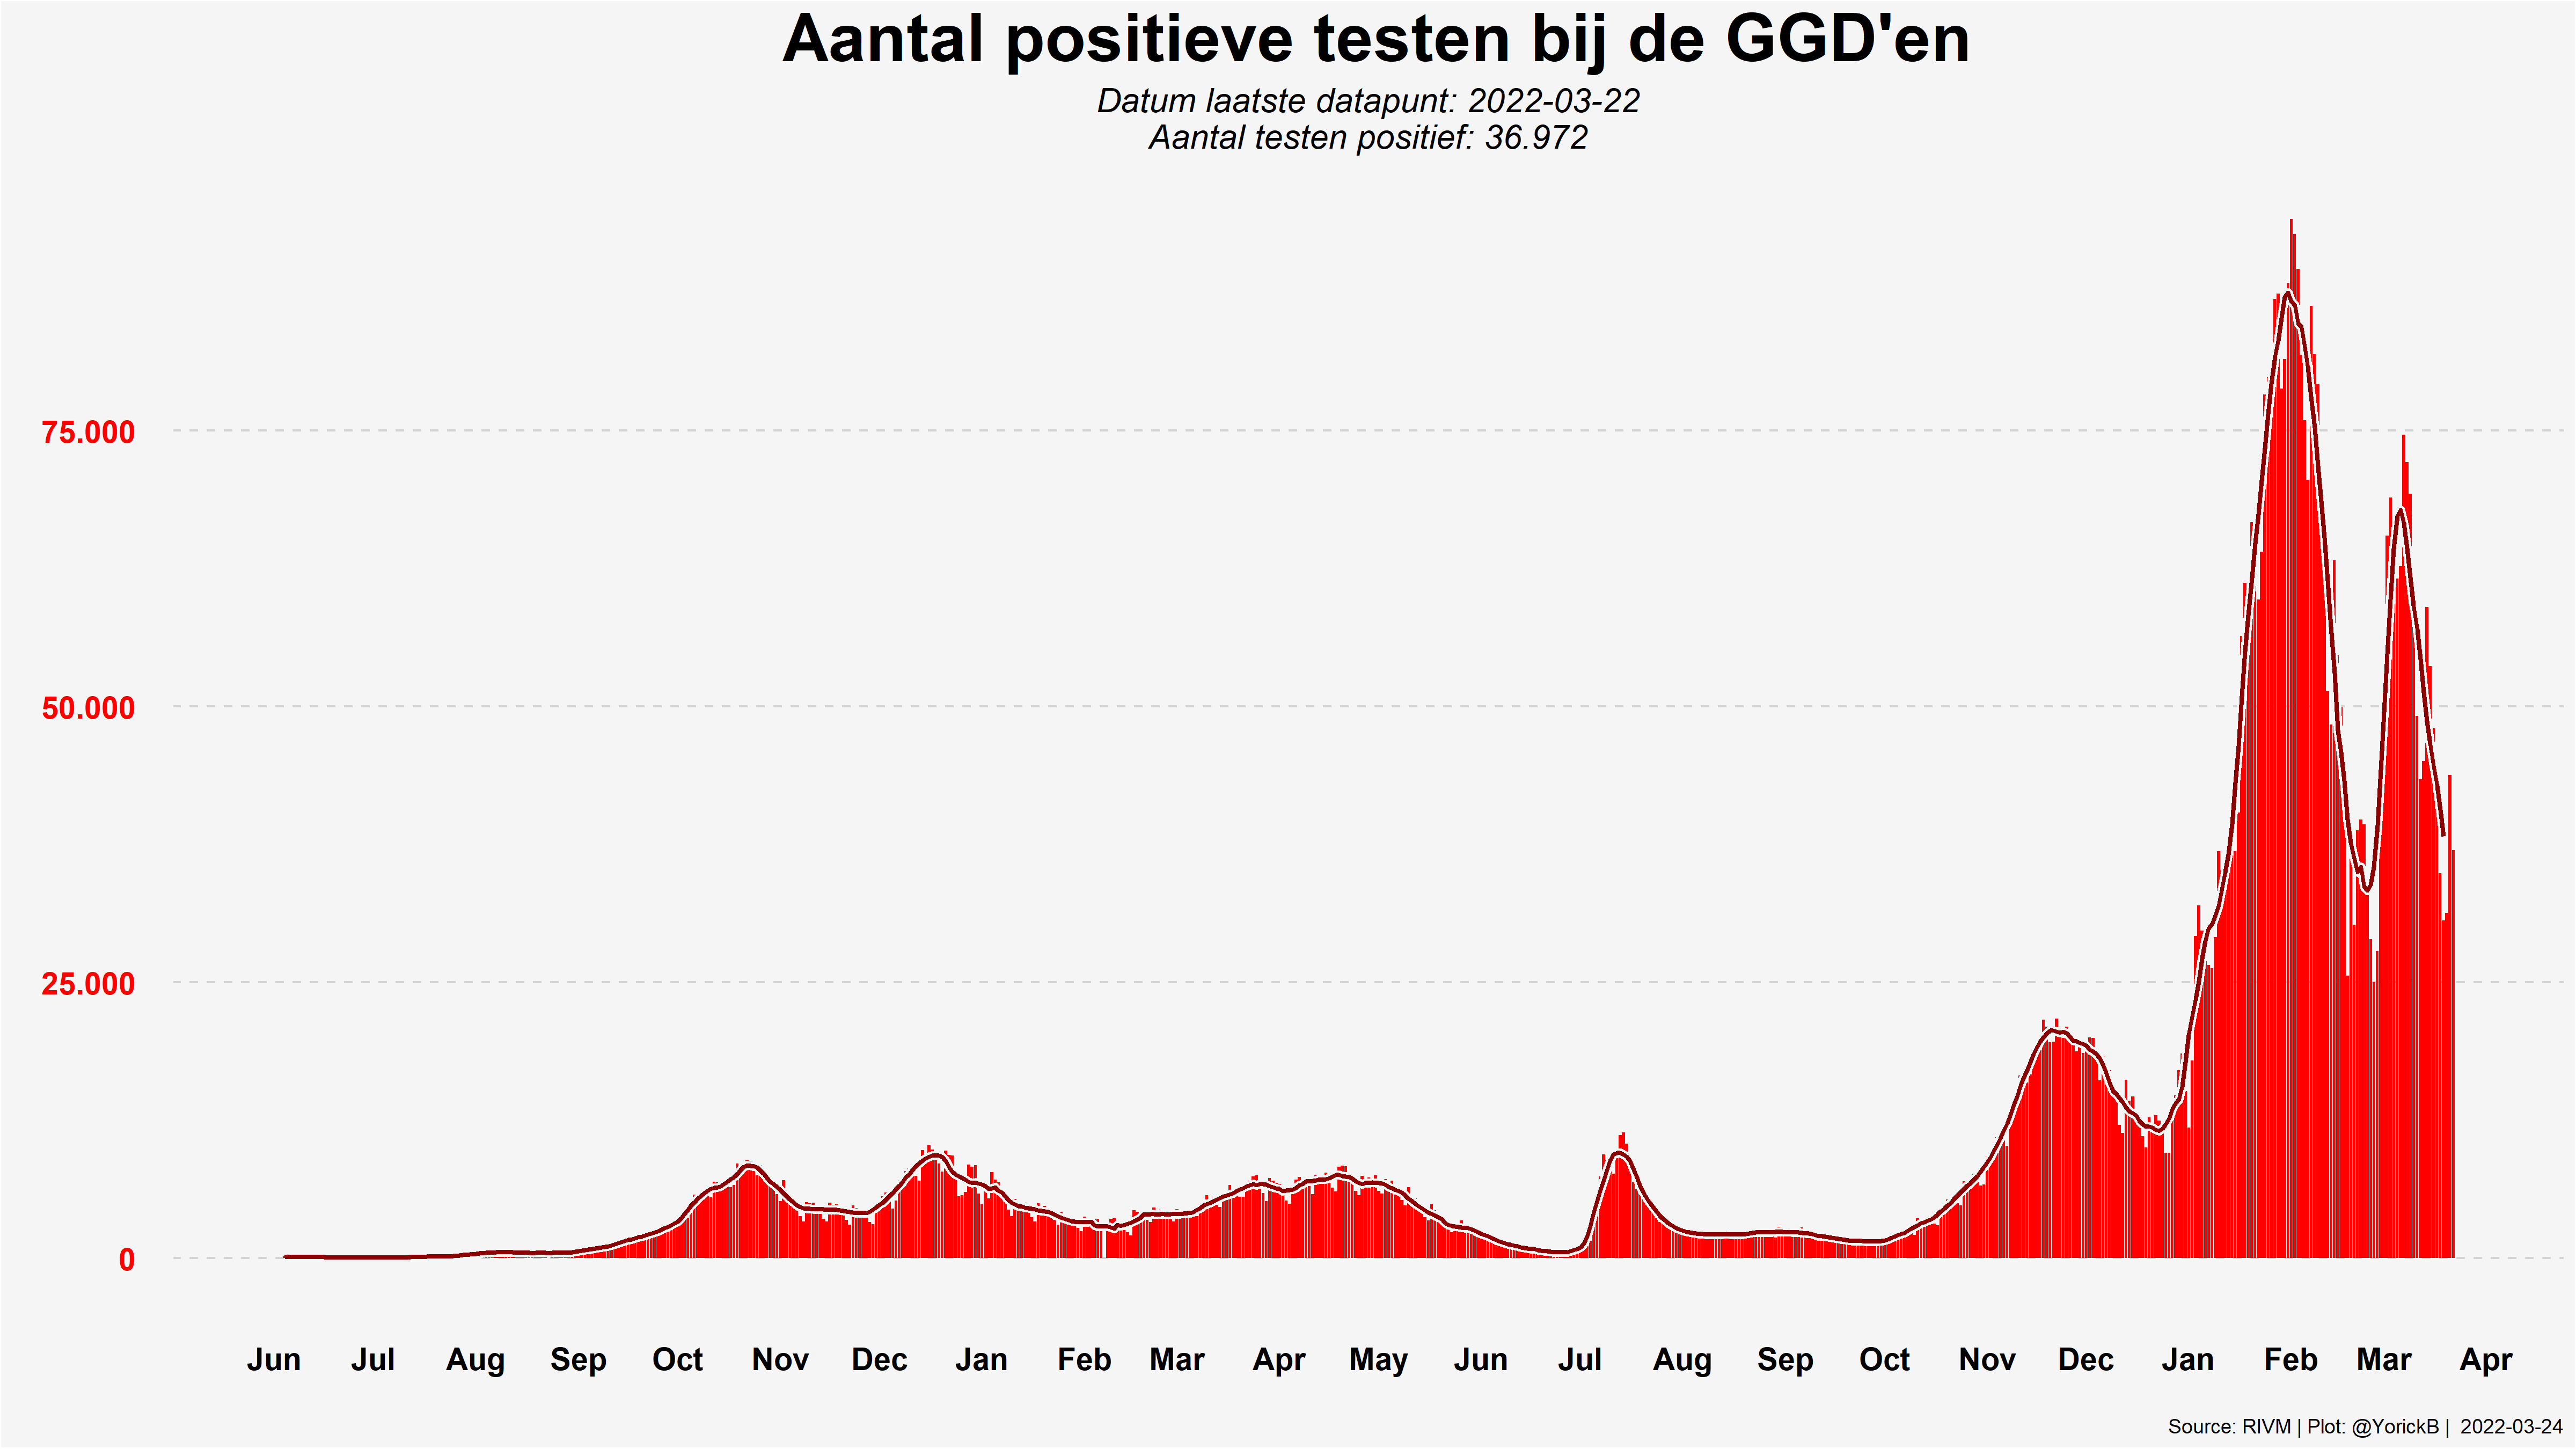 Aantal positieve testen bij de GGD'en
Datum laatste datapunt: 2022-03-22
Aantal testen positief: 36.972
75.000
50.000
25.000
0
Jun Jul Aug Sep Oct Nov Dec Jan Feb Mar Apr May Jun Jul Aug Sep Oct Nov Dec Jan Feb Mar Apr
Source: RIVM | Plot: @YorickB | 2022-03-24